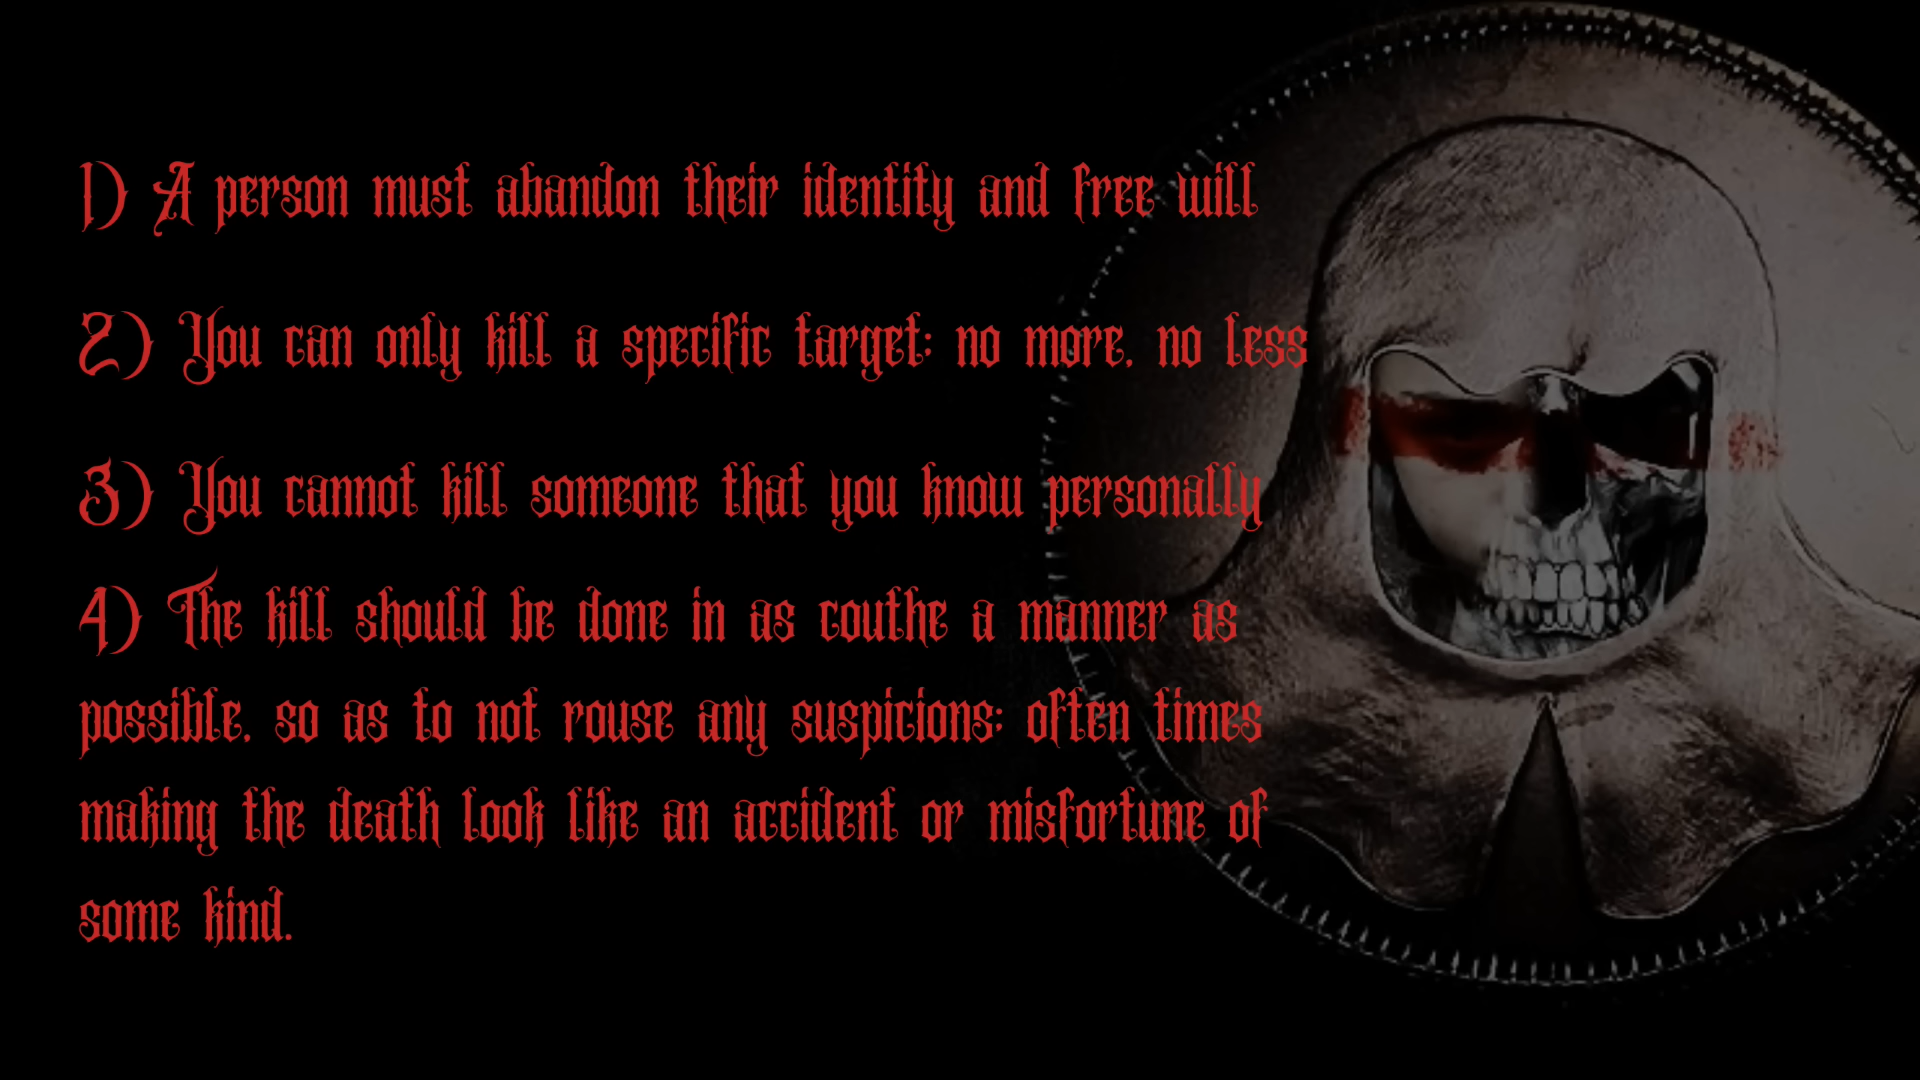 1) A person must abandon their identity and free will
2) You can only kill a specific target; no more, no less
3) You cannot kill someone that you know personally
4) The kill should be done in as couthe a manner as
possible, so as to not rouse any suspicions; often times
making the death look like an accident or misfortune of
some kind.